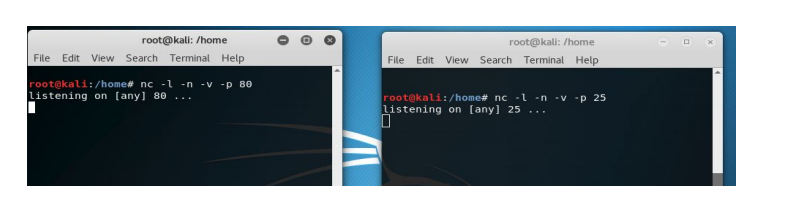 root@kali: /home
File Edit View Search Terminal Help
root@kali:/home# nc -l -n -v -p 80
listening on [any] 80 ...
root@kali: /home
File Edit View Search Terminal Help
root@kali:/home# nc -l -n -v -p 25
listening on [any] 25 ...